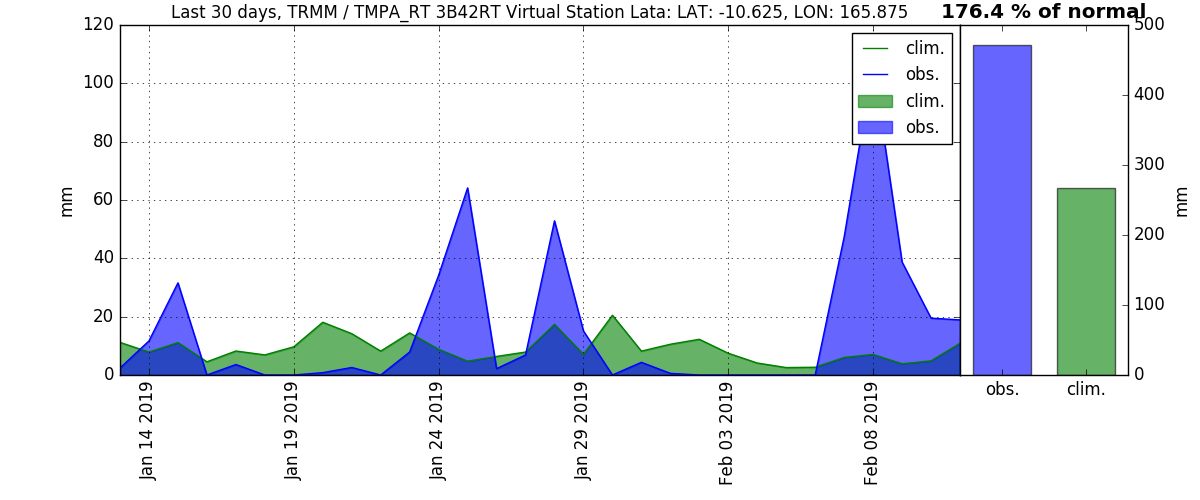 Last 30 days, TRMM / TMPA_RT 3B42RT Virtual Station Lata: LAT: -10.625, LON: 165.875
176.4 % of normal
120
100
80
60
40
20
0
mm
clim.
obs.
clim.
obs.
Jan 14 2019
Jan 19 2019
Jan 24 2019
Jan 29 2019
Feb 03 2019
Feb 08 2019
500
400
300
200
100
0
mm
obs.
clim.